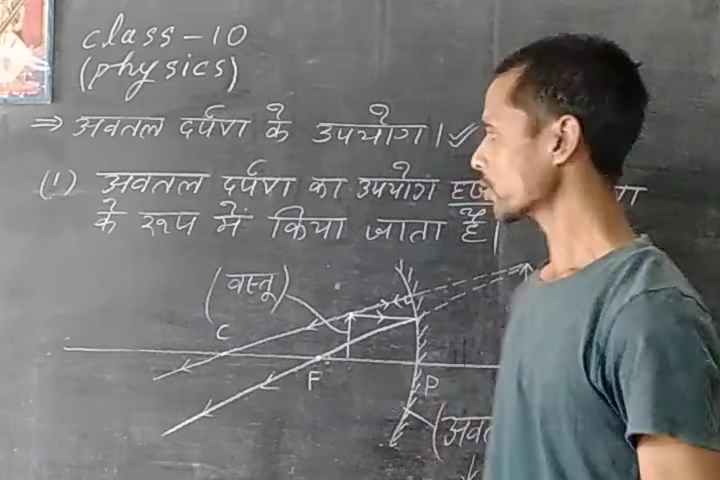 class-10
(physics)
⇒ अवतल दर्पण के उपयोग।
(1) अवतल दर्पण का उपयोग
के रूप में किया जाता है।
(वस्तू)
C
F
P